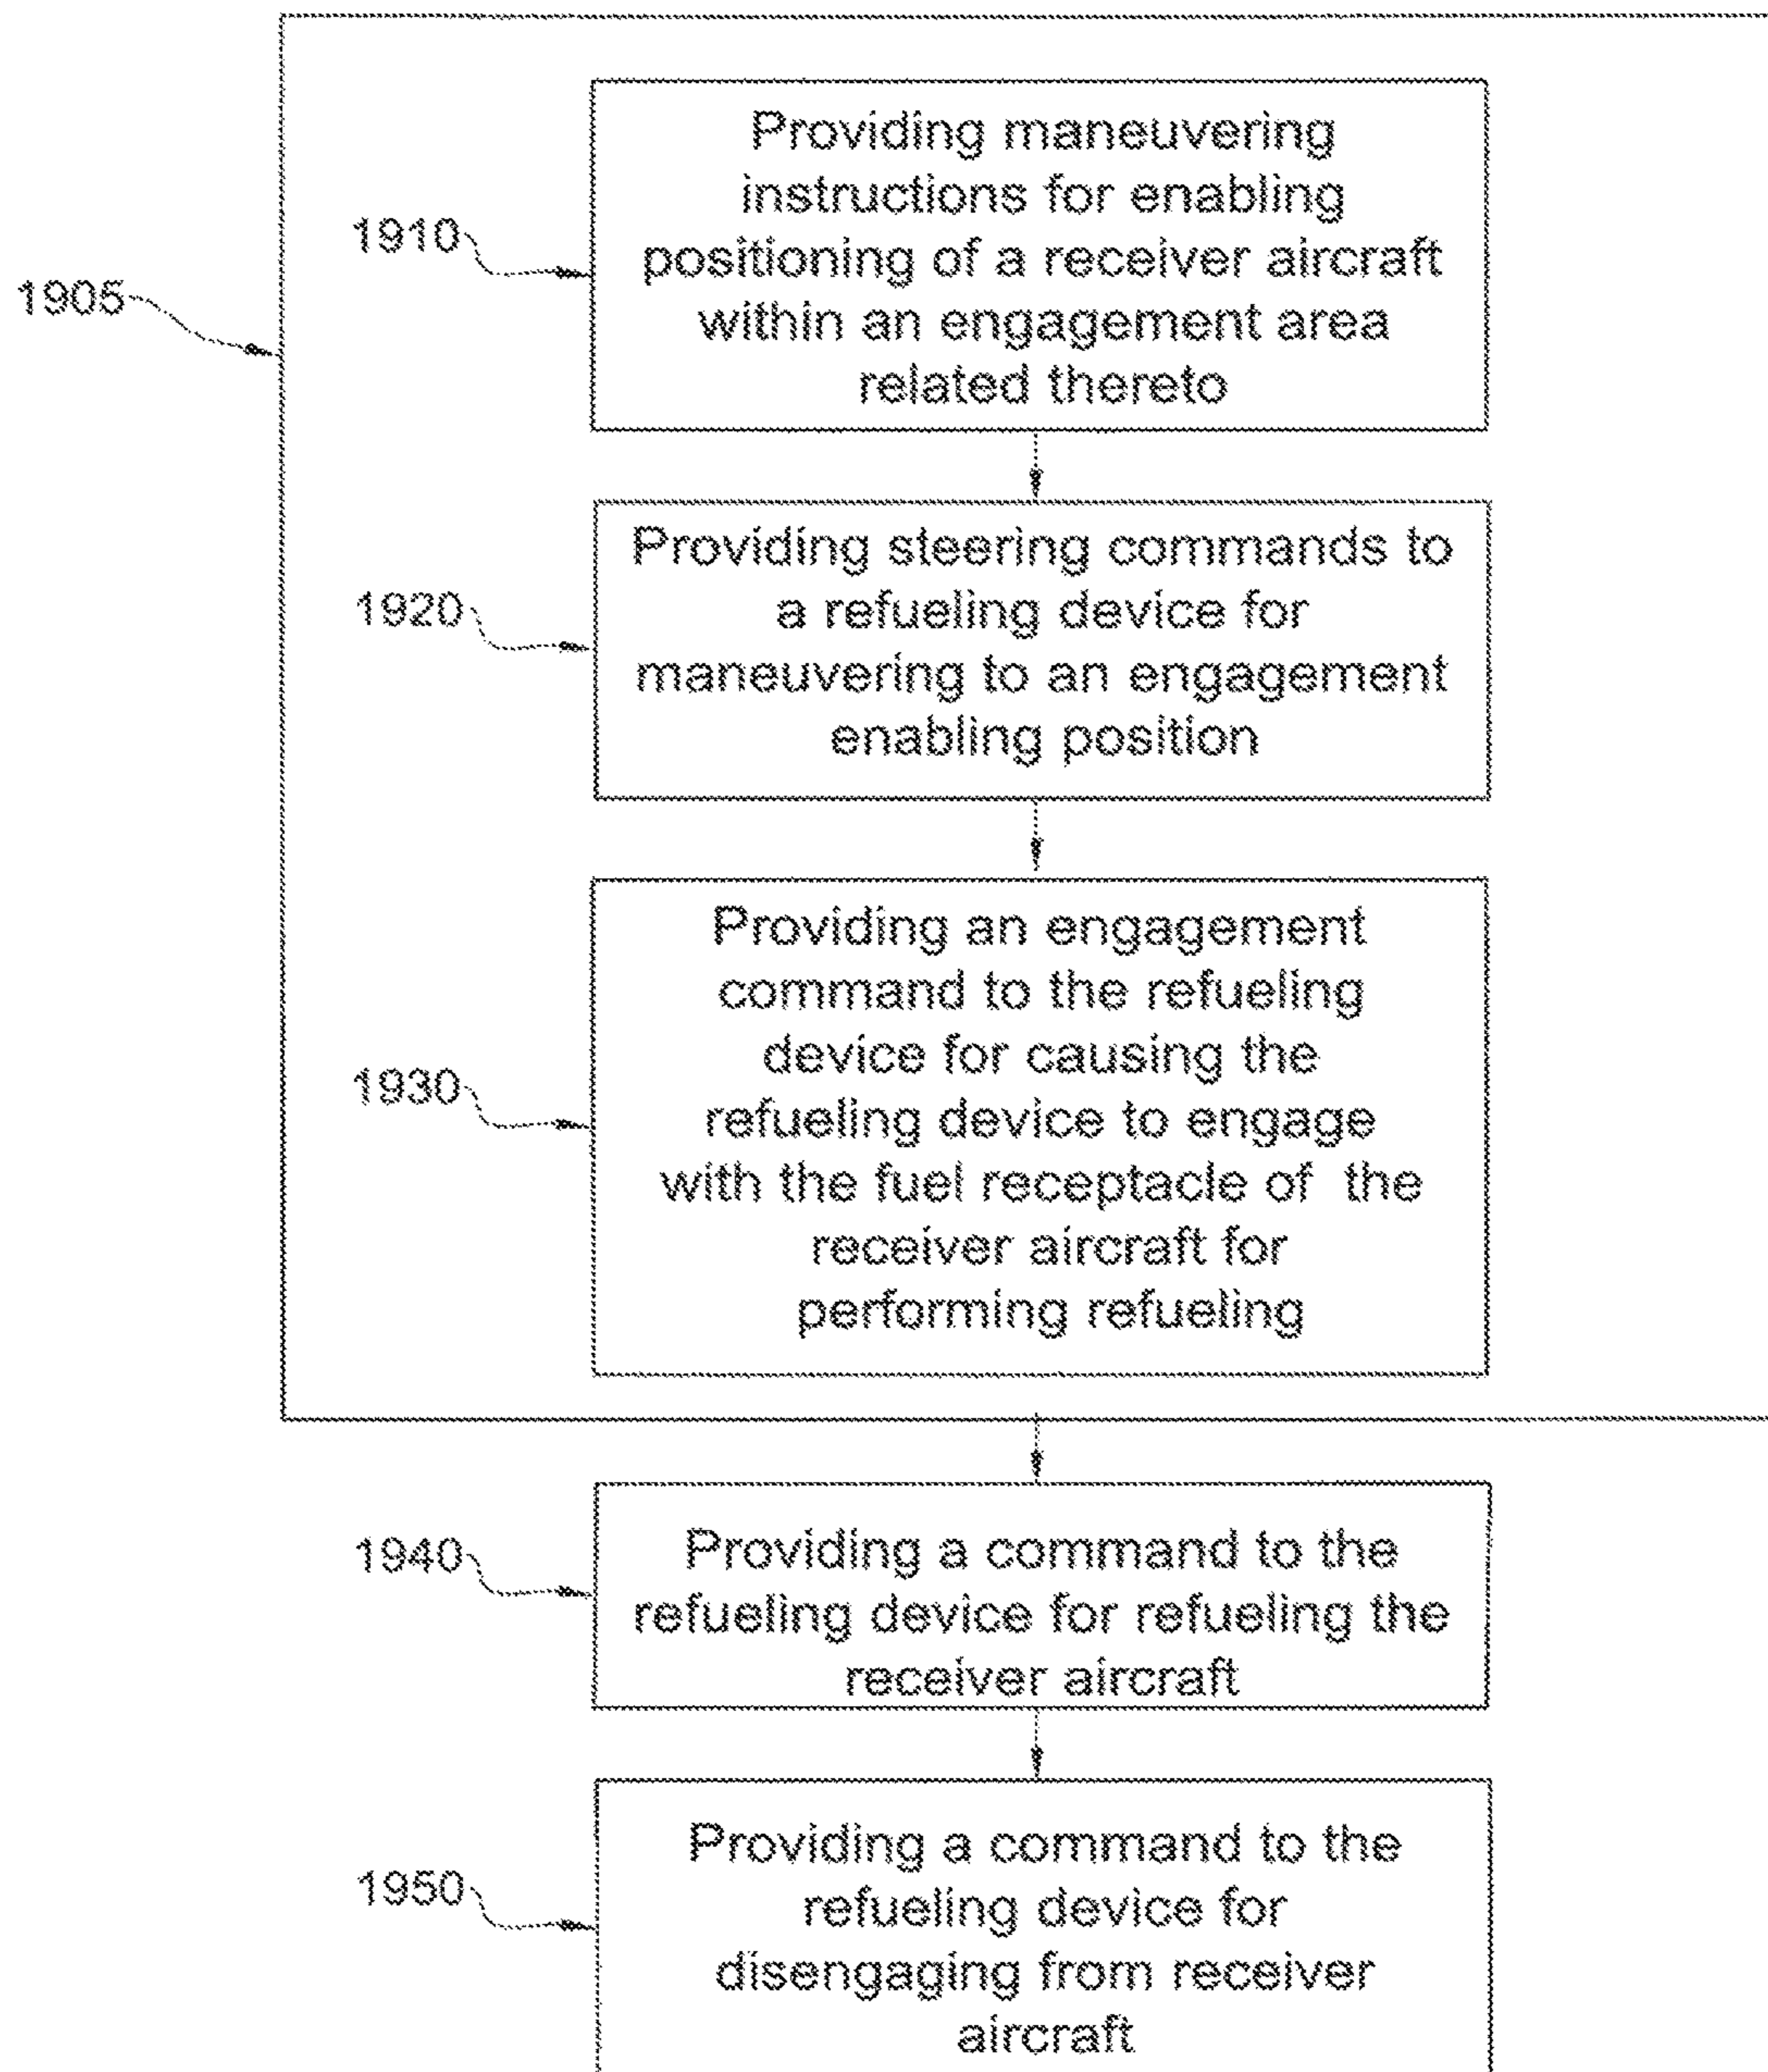 1905
1910
Providing maneuvering
instructions for enabling
positioning of a receiver aircraft
within an engagement area
related thereto
1920
Providing steering commands to
a refueling device for
maneuvering to an engagement
enabling position
1930
Providing an engagement
command to the refueling
device for causing the
refueling device to engage
with the fuel receptacle of the
receiver aircraft for
performing refueling
1940
Providing a command to the
refueling device for refueling the
receiver aircraft
1950
Providing a command to the
refueling device for
disengaging from receiver
aircraft